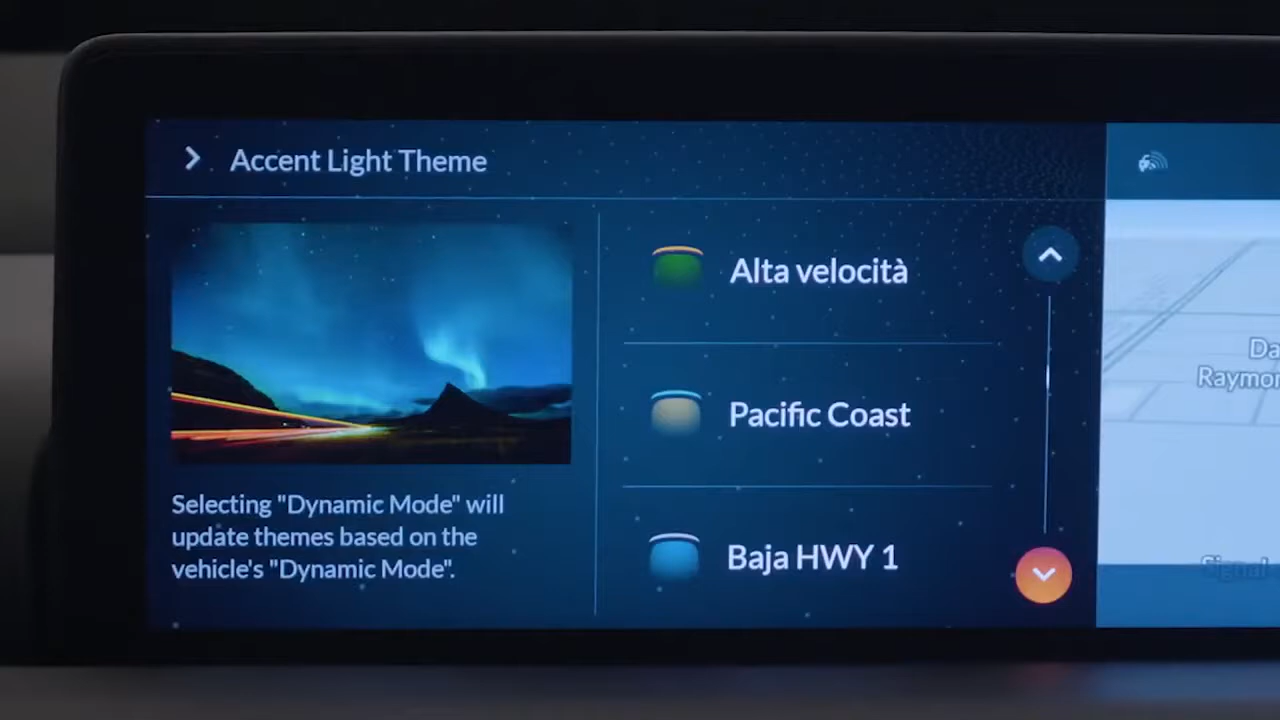 Accent Light Theme
Alta velocità
Pacific Coast
Baja HWY 1
Selecting "Dynamic Mode" will
update themes based on the
vehicle's "Dynamic Mode".
Signal